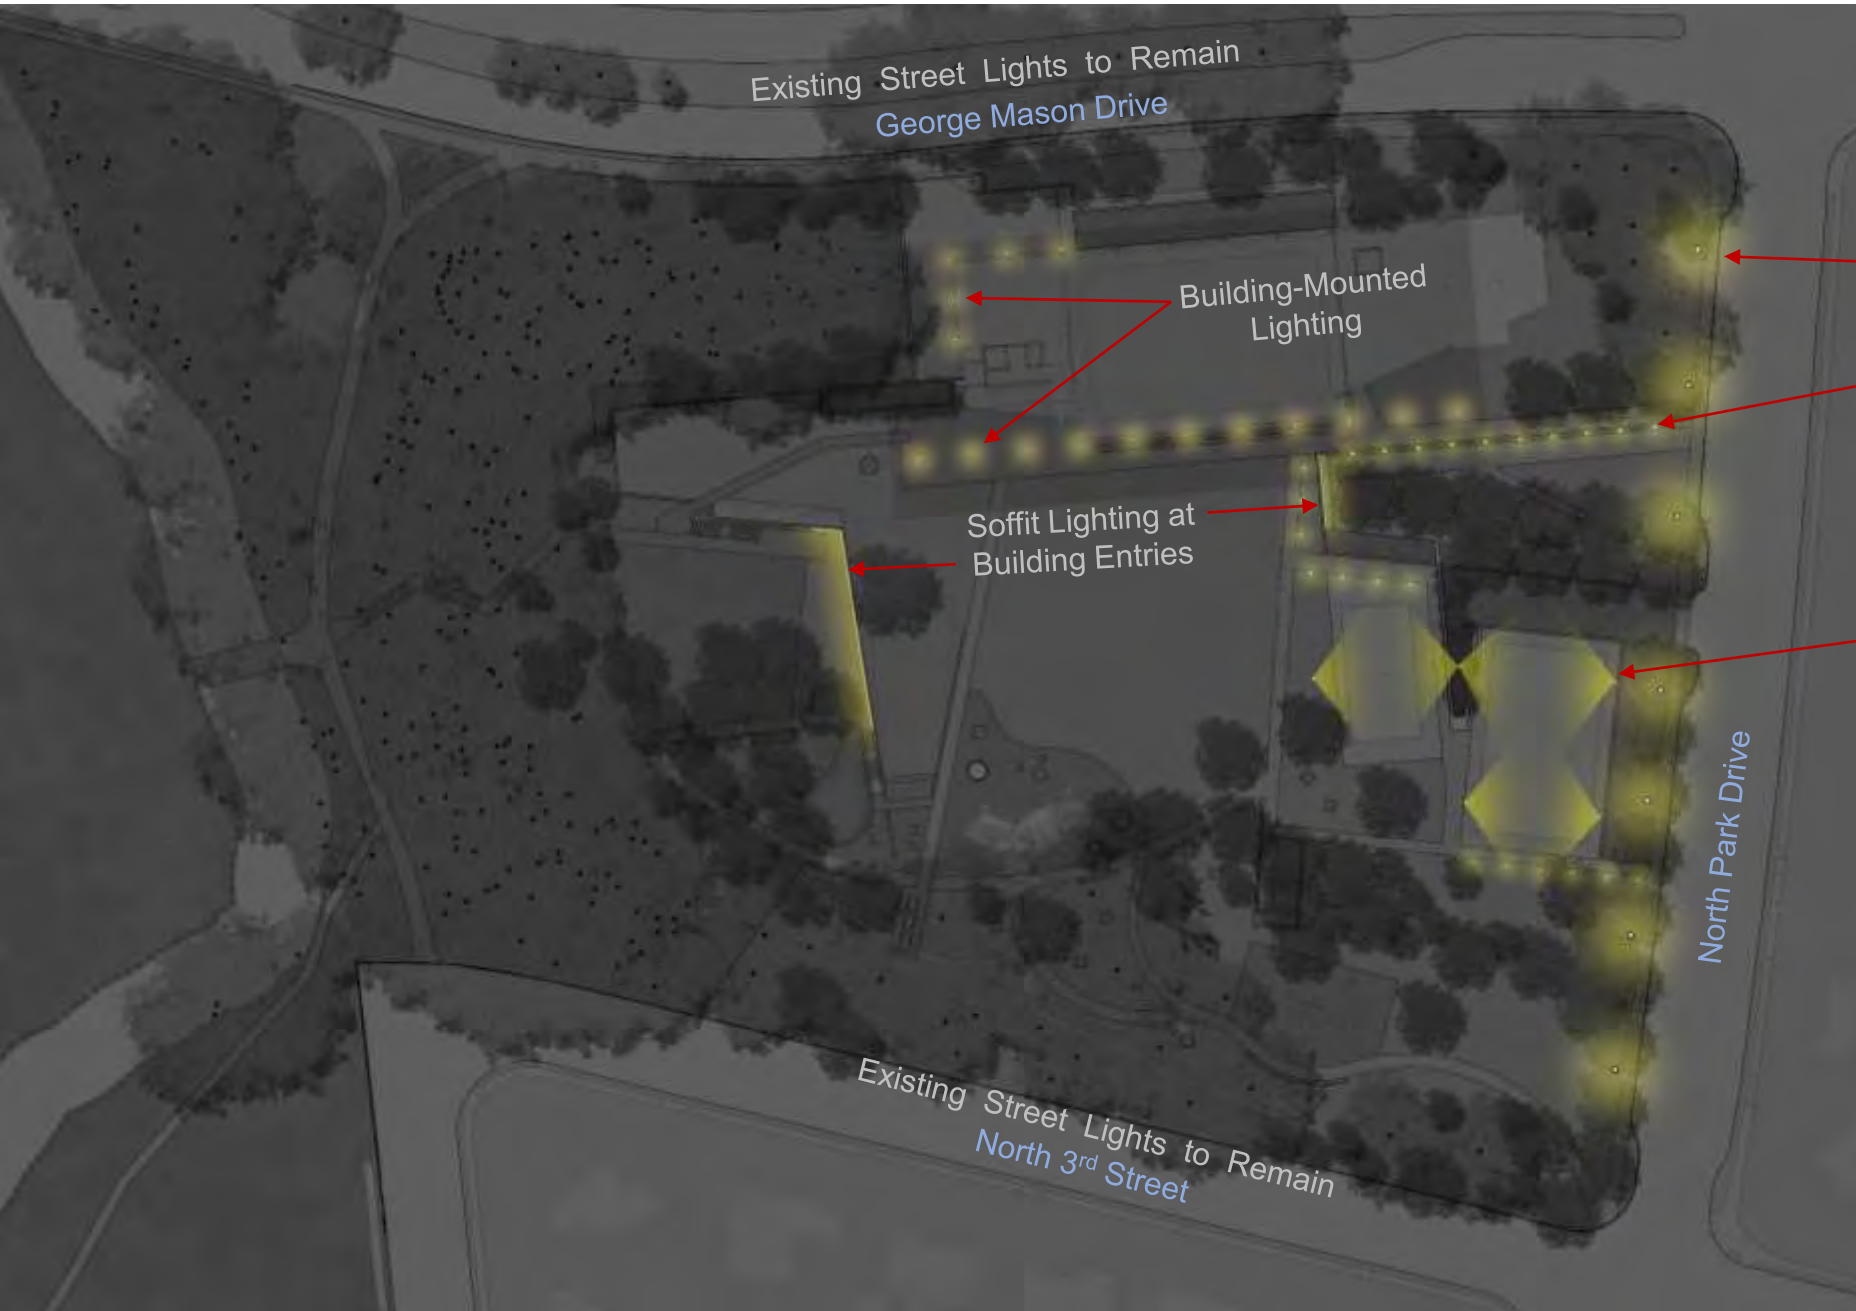 Existing Street Lights to Remain
George Mason Drive
Building-Mounted
Lighting
Soffit Lighting at
Building Entries
North Park Drive
Existing Street Lights to Remain
North 3rd Street